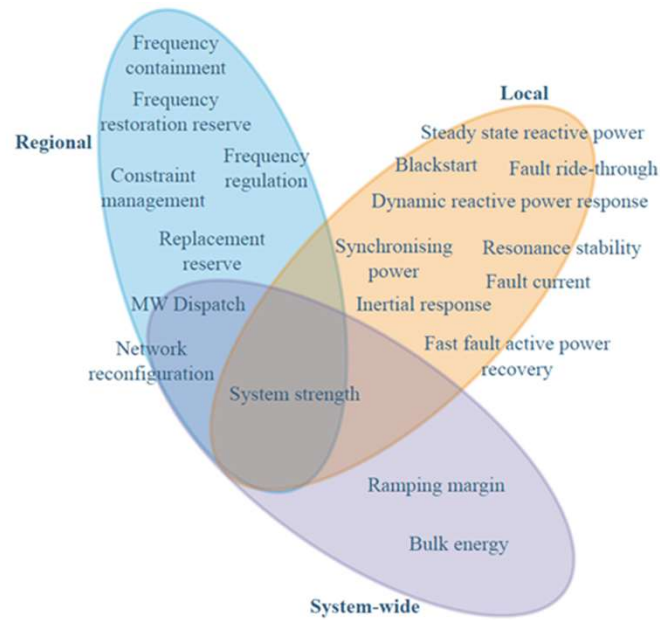 Frequency
containment
Frequency
restoration reserve
Regional
Frequency
regulation
Constraint
management
Replacement
reserve
MW Dispatch
Network
reconfiguration
Local
Steady state reactive power
Blackstart
Fault ride-through
Dynamic reactive power response
Synchronising
power
Resonance stability
Fault current
Inertial response
Fast fault active power
recovery
System strength
Ramping margin
Bulk energy
System-wide